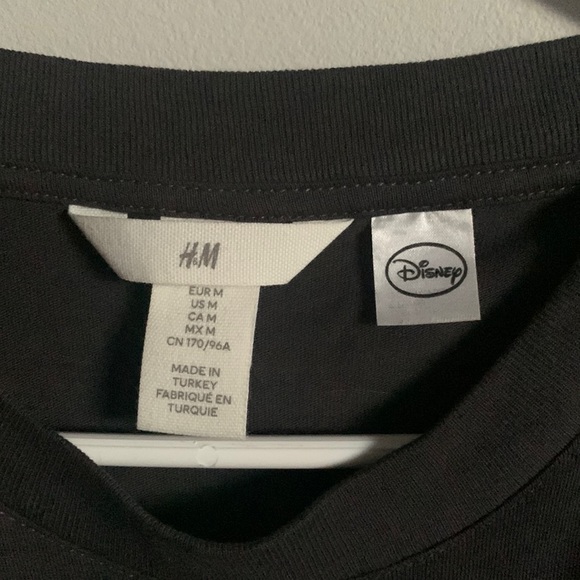 H&M
EUR M
US M
CA M
MX M
CN 170/96A
MADE IN
TURKEY
FABRIQUÉ EN
TURQUIE
Disney